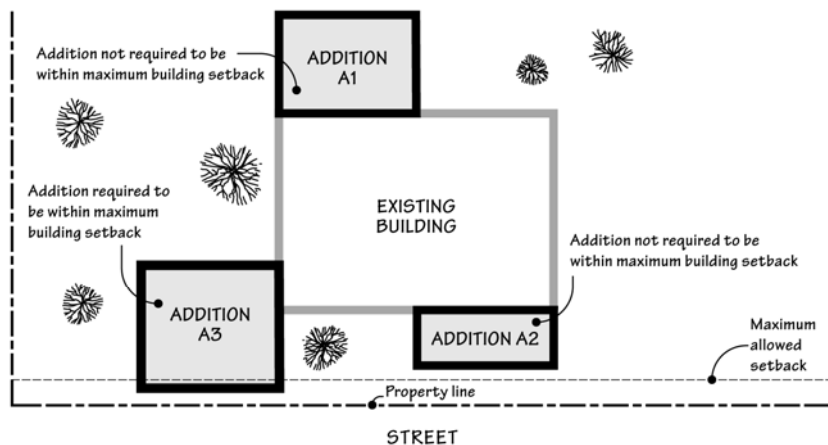 Addition not required to be
within maximum building setback
ADDITION
A1
Addition required to
be within maximum
building setback
EXISTING
BUILDING
Addition not required to be
within maximum building setback
ADDITION
A3
ADDITION A2
Maximum
allowed
setback
Property line
STREET